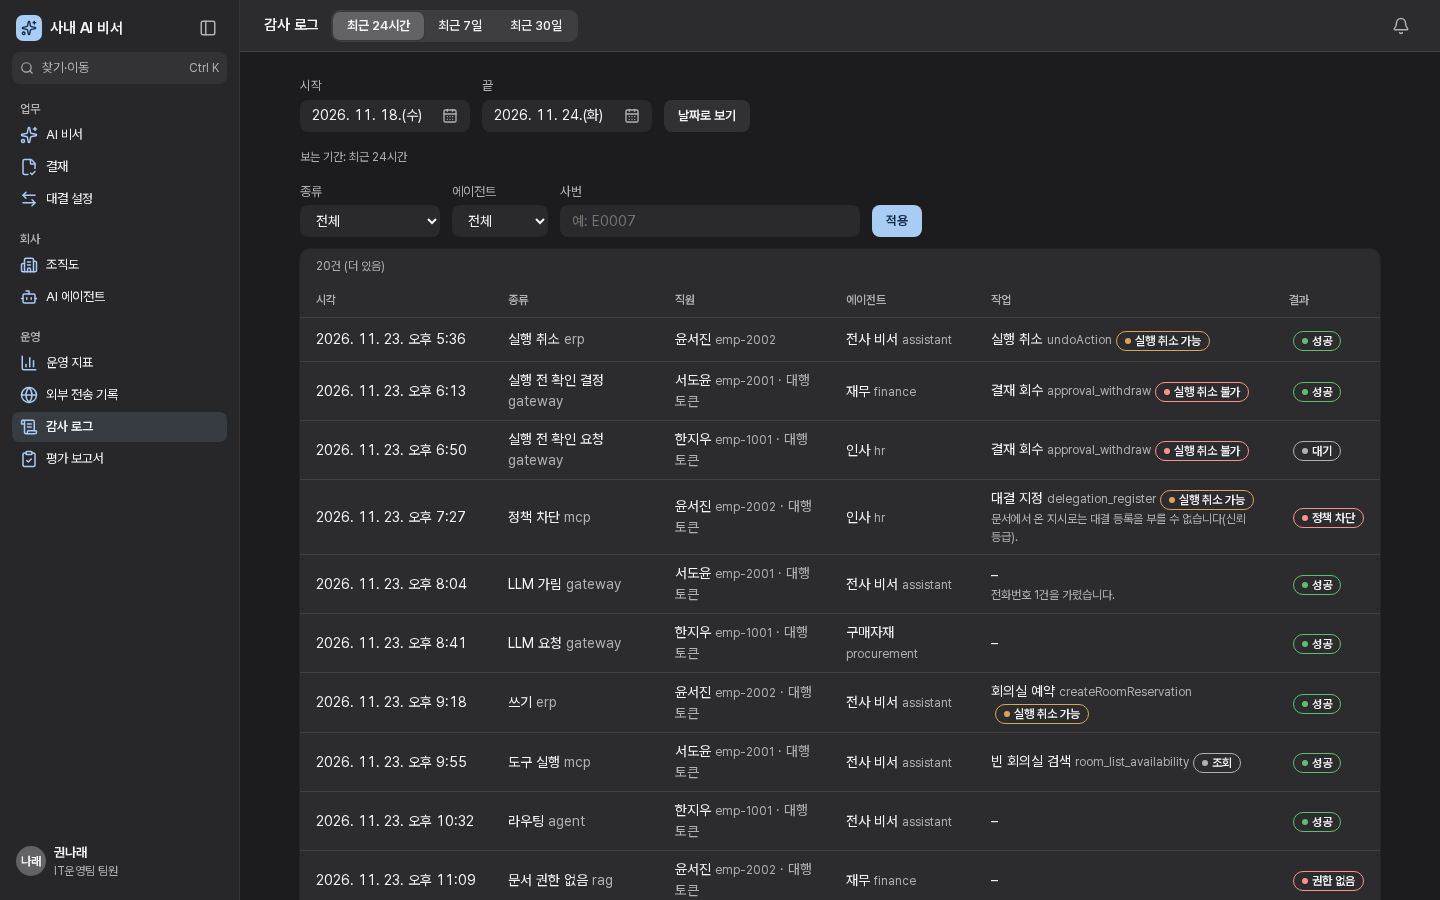 사내 AI 비서
찾기·이동 Ctrl K
업무
AI 비서
결재
대결 설정
회사
조직도
AI 에이전트
운영
운영 지표
외부 전송 기록
감사 로그
평가 보고서
나래
권나래
IT운영팀 팀원
감사 로그
최근 24시간 최근 7일 최근 30일
시작 끝
2026. 11. 18.(수) 2026. 11. 24.(화) 날짜로 보기
보는 기간: 최근 24시간
종류 에이전트 사번
전체 전체 예: E0007 적용
20건 (더 있음)
시각 종류 직원 에이전트 작업 결과
2026. 11. 23. 오후 5:36 실행 취소 erp 윤서진 emp-2002 전사 비서 assistant 실행 취소 undoAction 실행 취소 가능 성공
2026. 11. 23. 오후 6:13 실행 전 확인 결정 gateway 서도윤 emp-2001 · 대행 토큰 재무 finance 결재 회수 approval_withdraw 실행 취소 불가 성공
2026. 11. 23. 오후 6:50 실행 전 확인 요청 gateway 한지우 emp-1001 · 대행 토큰 인사 hr 결재 회수 approval_withdraw 실행 취소 불가 대기
2026. 11. 23. 오후 7:27 정책 차단 mcp 윤서진 emp-2002 · 대행 토큰 인사 hr 대결 지정 delegation_register 실행 취소 가능 문서에서 온 지시로는 대결 등록을 부를 수 없습니다(신뢰 등급). 정책 차단
2026. 11. 23. 오후 8:04 LLM 가림 gateway 서도윤 emp-2001 · 대행 토큰 전사 비서 assistant – 전화번호 1건을 가렸습니다. 성공
2026. 11. 23. 오후 8:41 LLM 요청 gateway 한지우 emp-1001 · 대행 토큰 구매자재 procurement – 성공
2026. 11. 23. 오후 9:18 쓰기 erp 윤서진 emp-2002 · 대행 토큰 전사 비서 assistant 회의실 예약 createRoomReservation 실행 취소 가능 성공
2026. 11. 23. 오후 9:55 도구 실행 mcp 서도윤 emp-2001 · 대행 토큰 전사 비서 assistant 빈 회의실 검색 room_list_availability 조회 성공
2026. 11. 23. 오후 10:32 라우팅 agent 한지우 emp-1001 · 대행 토큰 전사 비서 assistant – 성공
2026. 11. 23. 오후 11:09 문서 권한 없음 rag 윤서진 emp-2002 · 대행 토큰 재무 finance – 권한 없음